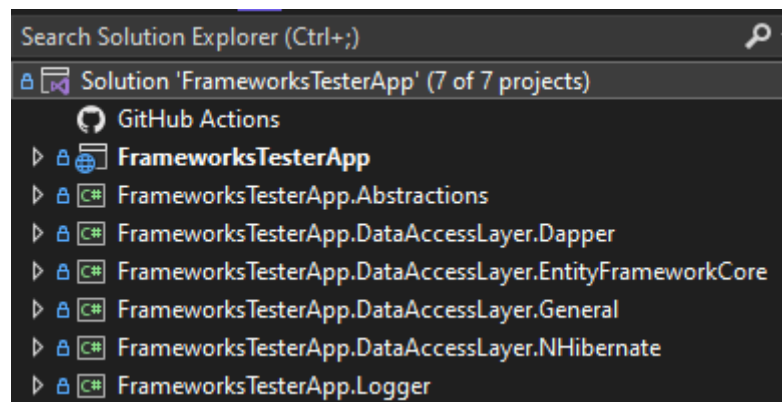 Search Solution Explorer (Ctrl+;)
Solution 'FrameworksTesterApp' (7 of 7 projects)
GitHub Actions
FrameworksTesterApp
C# FrameworksTesterApp.Abstractions
C# FrameworksTesterApp.DataAccessLayer.Dapper
C# FrameworksTesterApp.DataAccessLayer.EntityFrameworkCore
C# FrameworksTesterApp.DataAccessLayer.General
C# FrameworksTesterApp.DataAccessLayer.NHibernate
C# FrameworksTesterApp.Logger